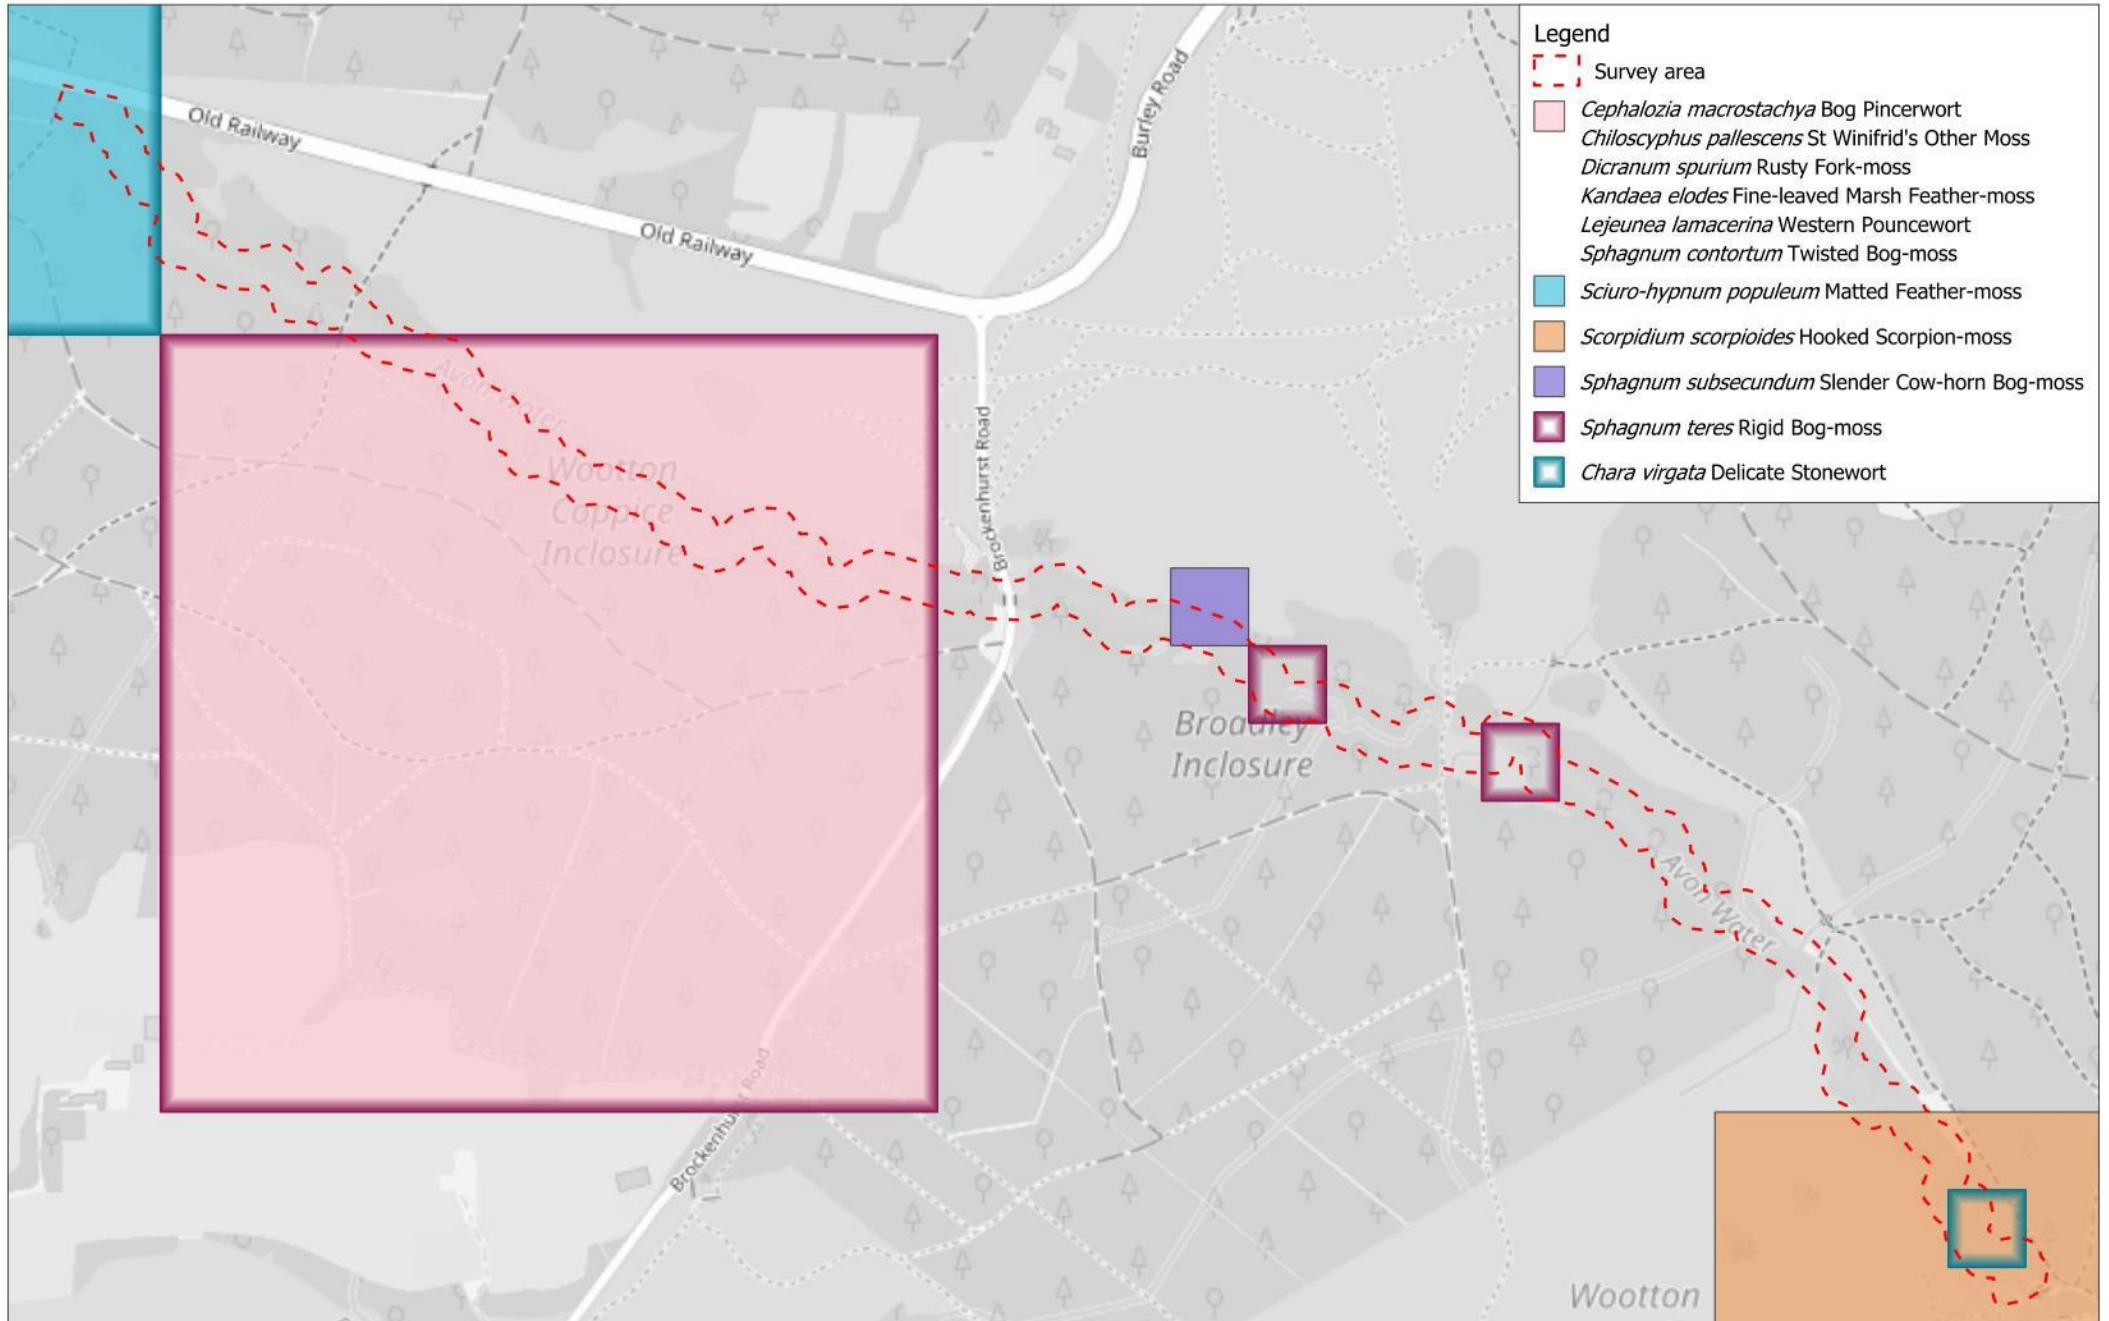 Legend
Survey area
Cephalozia macrostachya Bog Pincerwort
Chiloscyphus pallescens St Winifrid's Other Moss
Dicranum spurium Rusty Fork-moss
Kandaea elodes Fine-leaved Marsh Feather-moss
Lejeunea lamacerina Western Pouncewort
Sphagnum contortum Twisted Bog-moss
Sciuro-hypnum populeum Matted Feather-moss
Scorpidium scorpioides Hooked Scorpion-moss
Sphagnum subsecundum Slender Cow-horn Bog-moss
Sphagnum teres Rigid Bog-moss
Chara virgata Delicate Stonewort
Old Railway
Burley Road
Old Railway
Avon Water
Wootton
Coppice
Inclosure
Brockenhurst Road
Broadley
Inclosure
Avon Water
Brockenhurst Road
Wootton